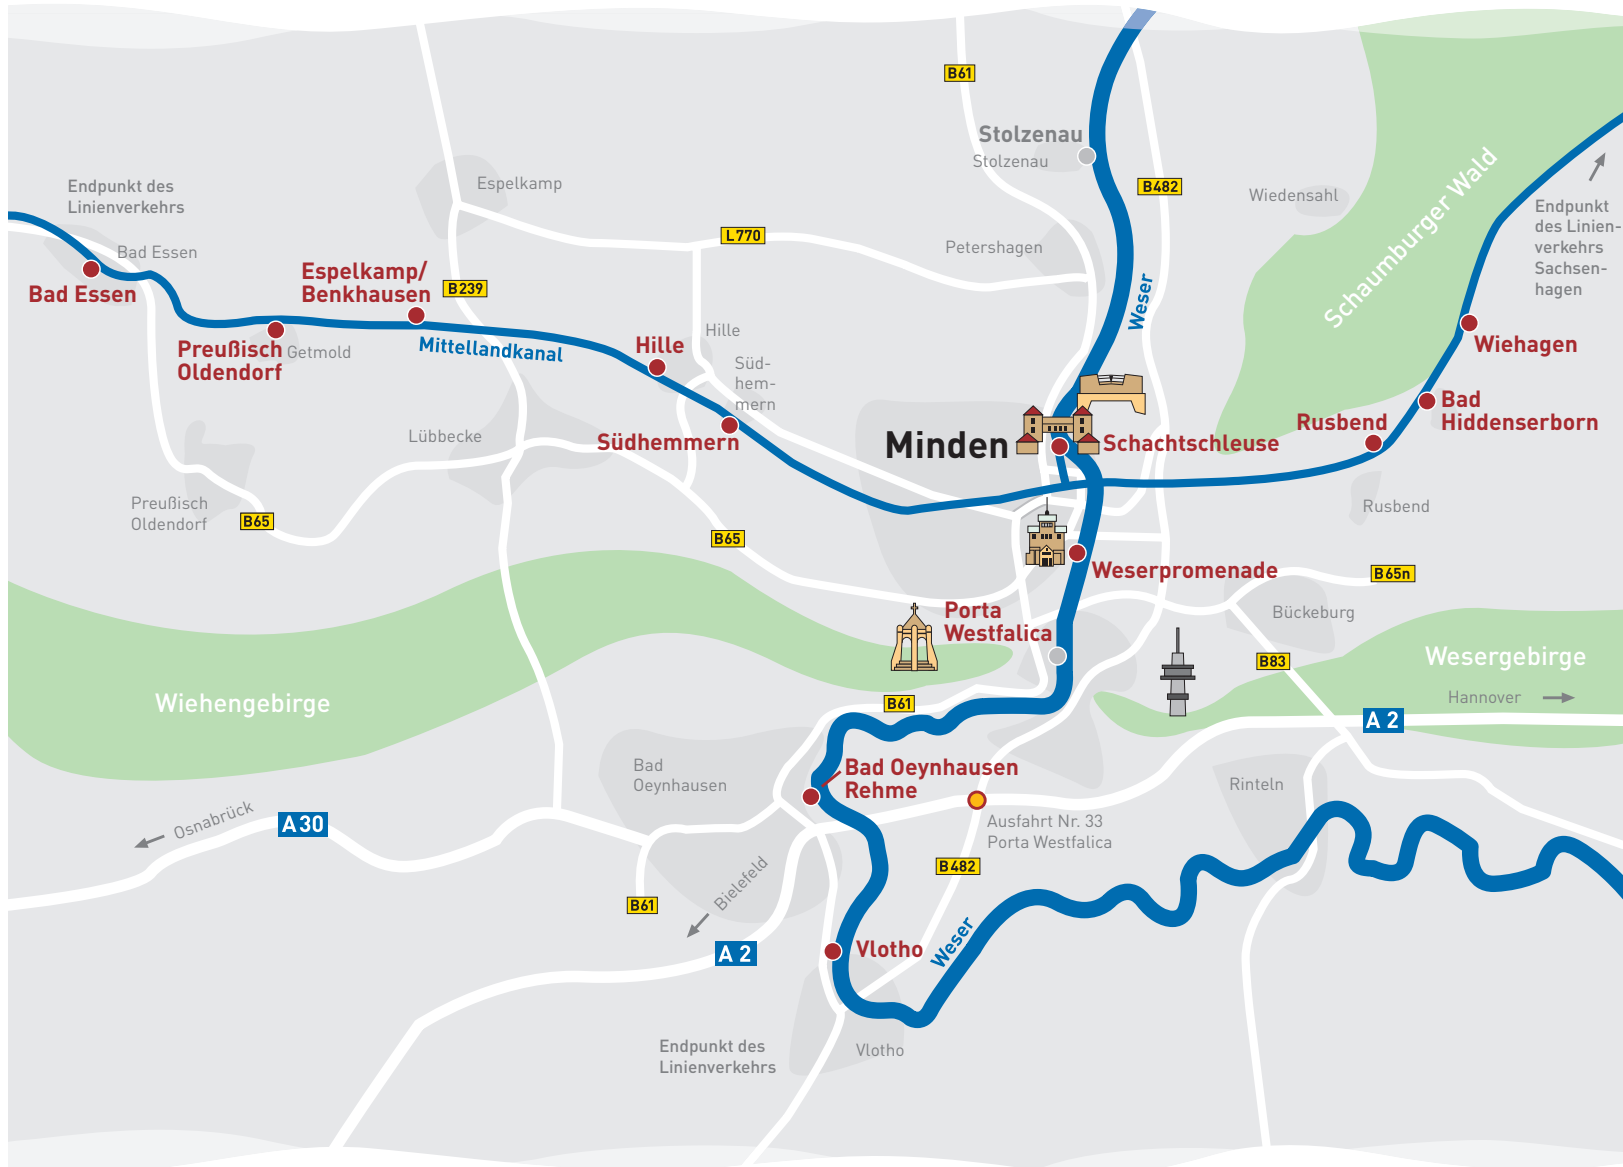 B61
Stolzenau
Stolzenau
B482
Wiedensahl
Schaumburger Wald
Endpunkt
des Linien-
verkehrs
Sachsen-
hagen
Endpunkt des
Linienverkehrs
Espelkamp
L770
Petershagen
Weser
Bad Essen
Bad Essen
Espelkamp/
Benkhausen
B239
Preußisch
Oldendorf
Getmold
Mittellandkanal
Hille
Hille
Süd-
hem-
mern
Südhemmern
Lübbecke
Wiehagen
Bad
Hiddenserborn
Rusbend
Rusbend
Minden
Schachtschleuse
Preußisch
Oldendorf
B65
B65
Weserpromenade
B65n
Bückeburg
Porta
Westfalica
B83
Wesergebirge
Hannover
Wiehengebirge
B61
A 2
Bad
Oeynhausen
Bad Oeynhausen
Rehme
Rinteln
Osnabrück
A30
Ausfahrt Nr. 33
Porta Westfalica
B482
Bielefeld
B61
A 2
Vlotho
Weser
Endpunkt des
Linienverkehrs
Vlotho